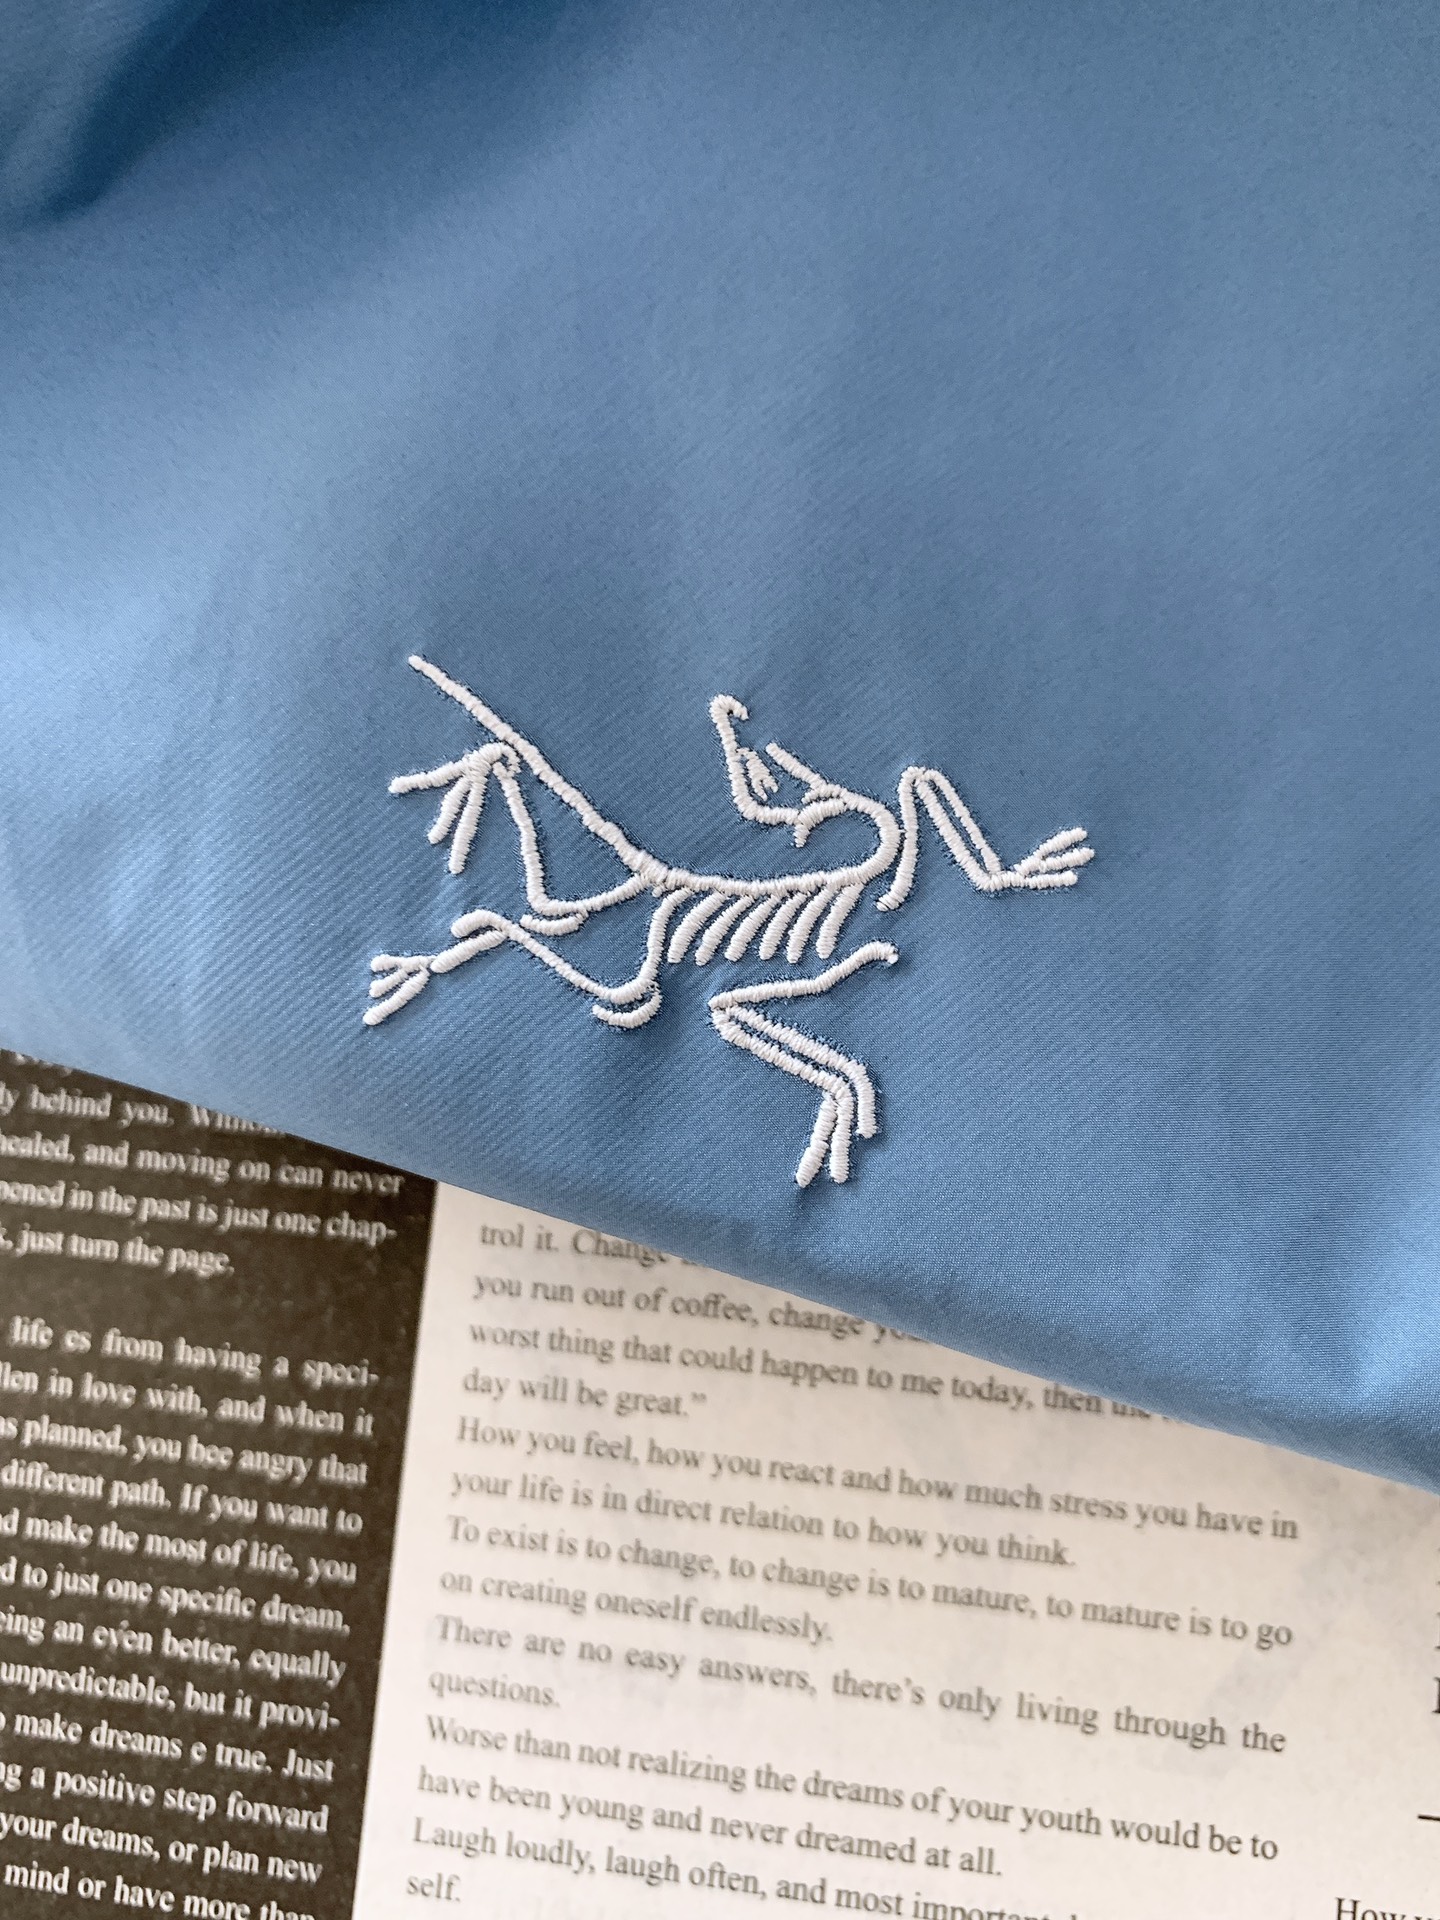 ly behind you.
healed, and moving on can never
pened in the past is just one chap-
just turn the page.
life es from having a speci-
llen in love with, and when it
as planned, you bee angry that
different path. If you want to
nd make the most of life, you
d to just one specific dream,
eing an even better, equally
unpredictable, but it provi-
o make dreams e true. Just
ng a positive step forward
your dreams, or plan new
mind or have more than
trol it. Change
you run out of coffee, change
worst thing that could happen to me today, then
day will be great.”
How you feel, how you react and how much stress you have in
your life is in direct relation to how you think.
To exist is to change, to change is to mature, to mature is to go
on creating oneself endlessly.
There are no easy answers, there's only living through the
questions.
Worse than not realizing the dreams of your youth would be to
have been young and never dreamed at all.
Laugh loudly, laugh often, and most important
self.
How